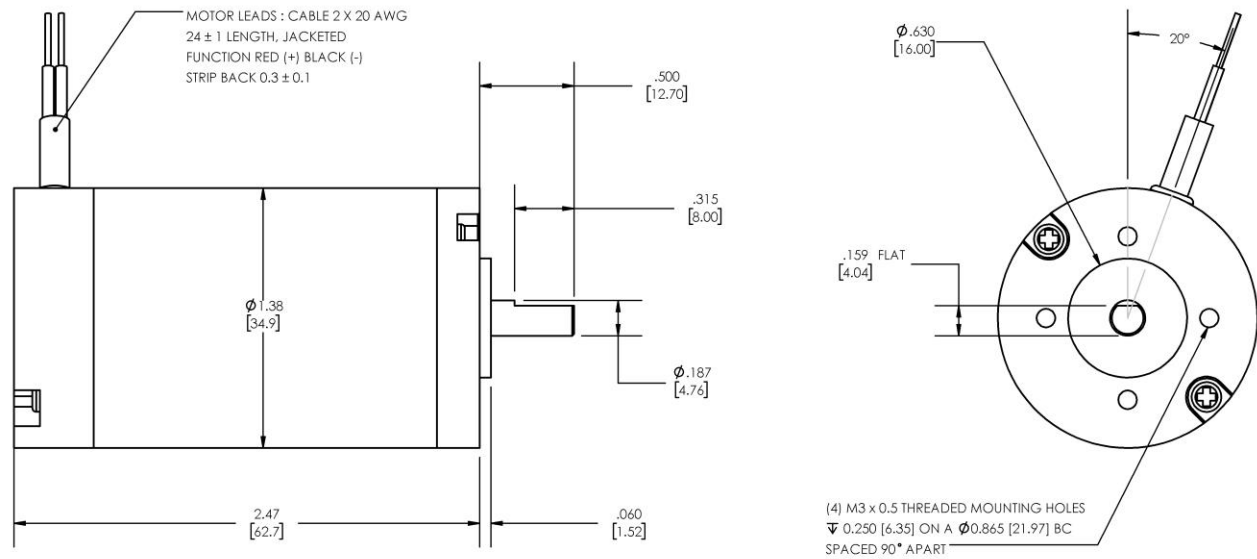 MOTOR LEADS : CABLE 2 X 20 AWG
24 ± 1 LENGTH, JACKETED
FUNCTION RED (+) BLACK (-)
STRIP BACK 0.3 ± 0.1
.500
[12.70]
.315
[8.00]
Ø1.38
[34.9]
Ø.187
[4.76]
2.47
[62.7]
.060
[1.52]
Ø.630
[16.00]
20°
.159 FLAT
[4.04]
(4) M3 x 0.5 THREADED MOUNTING HOLES
↧ 0.250 [6.35] ON A Ø0.865 [21.97] BC
SPACED 90° APART